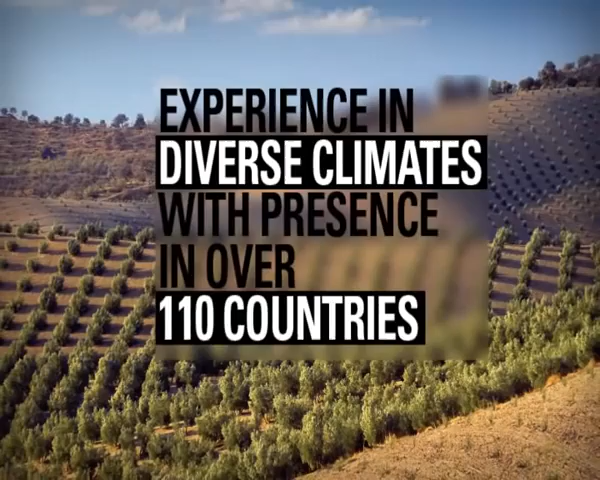 EXPERIENCE IN
DIVERSE CLIMATES
WITH PRESENCE
IN OVER
110 COUNTRIES